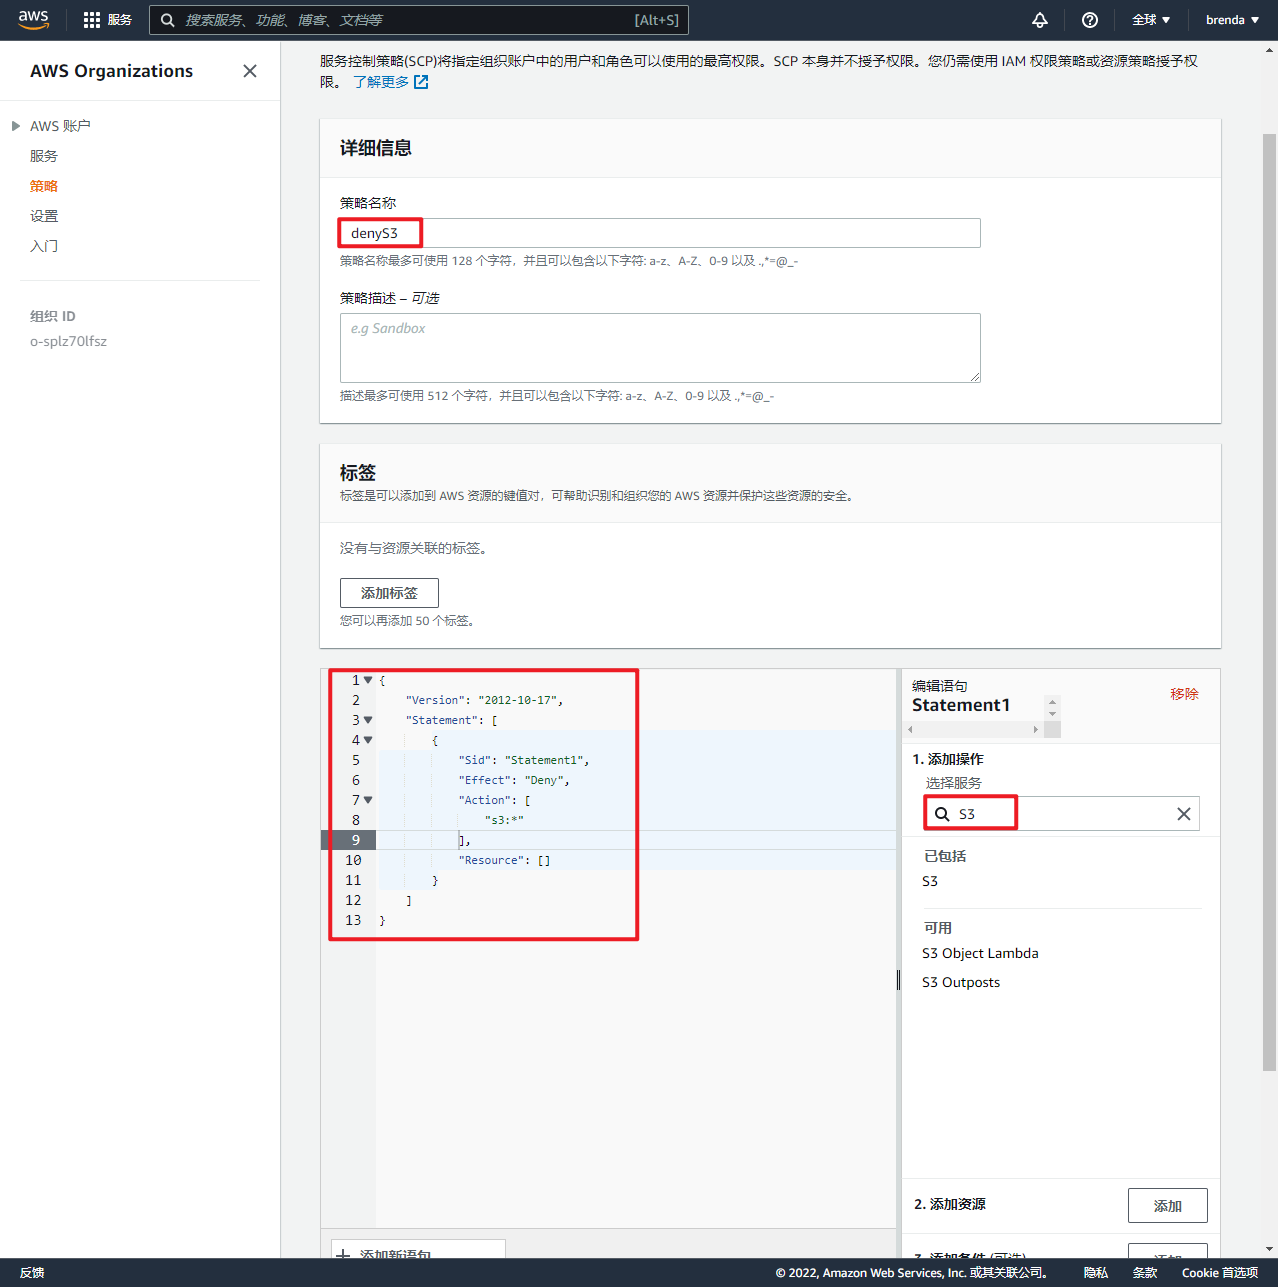 aws
服务
搜索服务、功能、博客、文档等
[Alt+S]
全球
brenda
AWS Organizations
AWS 账户
服务
策略
设置
入门
组织 ID
o-splz70lfsz
服务控制策略(SCP)将指定组织账户中的用户和角色可以使用的最高权限。SCP 本身并不授予权限。您仍需使用 IAM 权限策略或资源策略授予权
限。 了解更多
详细信息
策略名称
denyS3
策略名称最多可使用 128 个字符，并且可以包含以下字符: a-z、A-Z、0-9 以及 .,*=@_-
策略描述 – 可选
e.g Sandbox
描述最多可使用 512 个字符，并且可以包含以下字符: a-z、A-Z、0-9 以及 .,*=@_-
标签
标签是可以添加到 AWS 资源的键值对，可帮助识别和组织您的 AWS 资源并保护这些资源的安全。
没有与资源关联的标签。
添加标签
您可以再添加 50 个标签。
1 {
2 "Version": "2012-10-17",
3 "Statement": [
4 {
5 "Sid": "Statement1",
6 "Effect": "Deny",
7 "Action": [
8 "s3:*"
9 ],
10 "Resource": []
11 }
12 ]
13 }
添加新语句
编辑语句
Statement1
移除
1. 添加操作
选择服务
S3
已包括
S3
可用
S3 Object Lambda
S3 Outposts
2. 添加资源
添加
3. 添加条件 (可选)
添加
反馈
© 2022, Amazon Web Services, Inc. 或其关联公司。
隐私
条款
Cookie 首选项